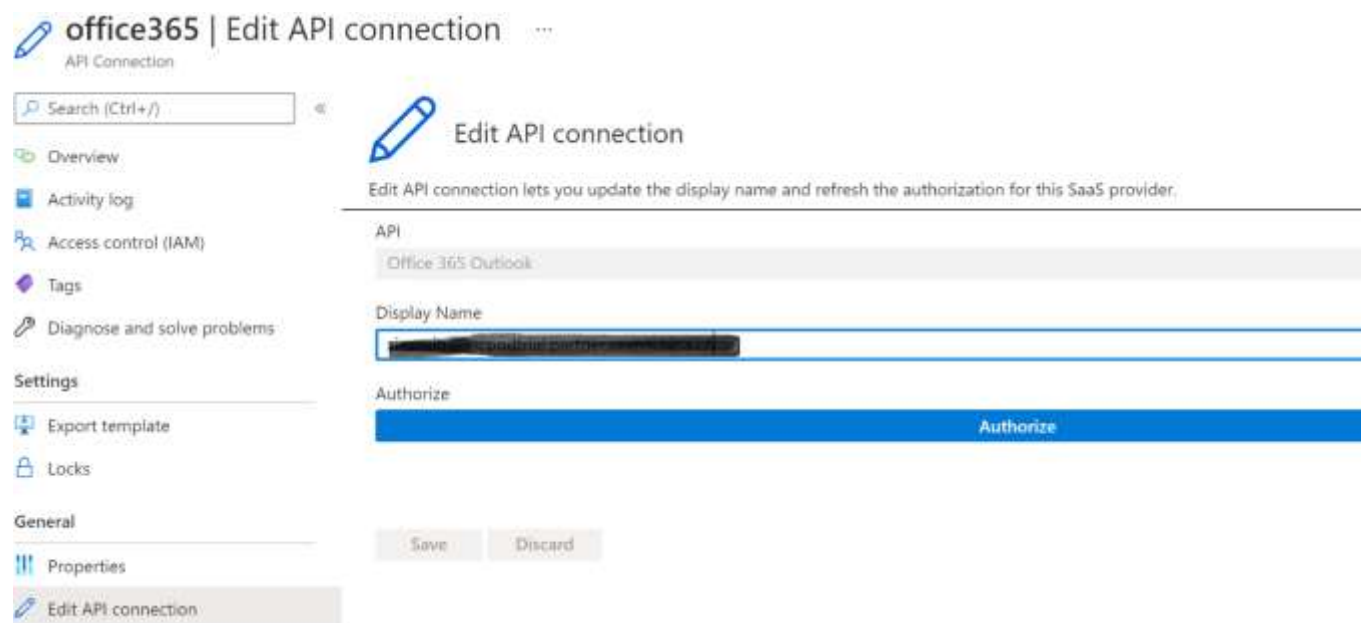 office365 | Edit API connection ...
API Connection
Search (Ctrl+/)
«
Overview
Activity log
Access control (IAM)
Tags
Diagnose and solve problems
Settings
Export template
Locks
General
Properties
Edit API connection
Edit API connection
Edit API connection lets you update the display name and refresh the authorization for this SaaS provider.
API
Office 365 Outlook
Display Name
Authorize
Authorize
Save Discard